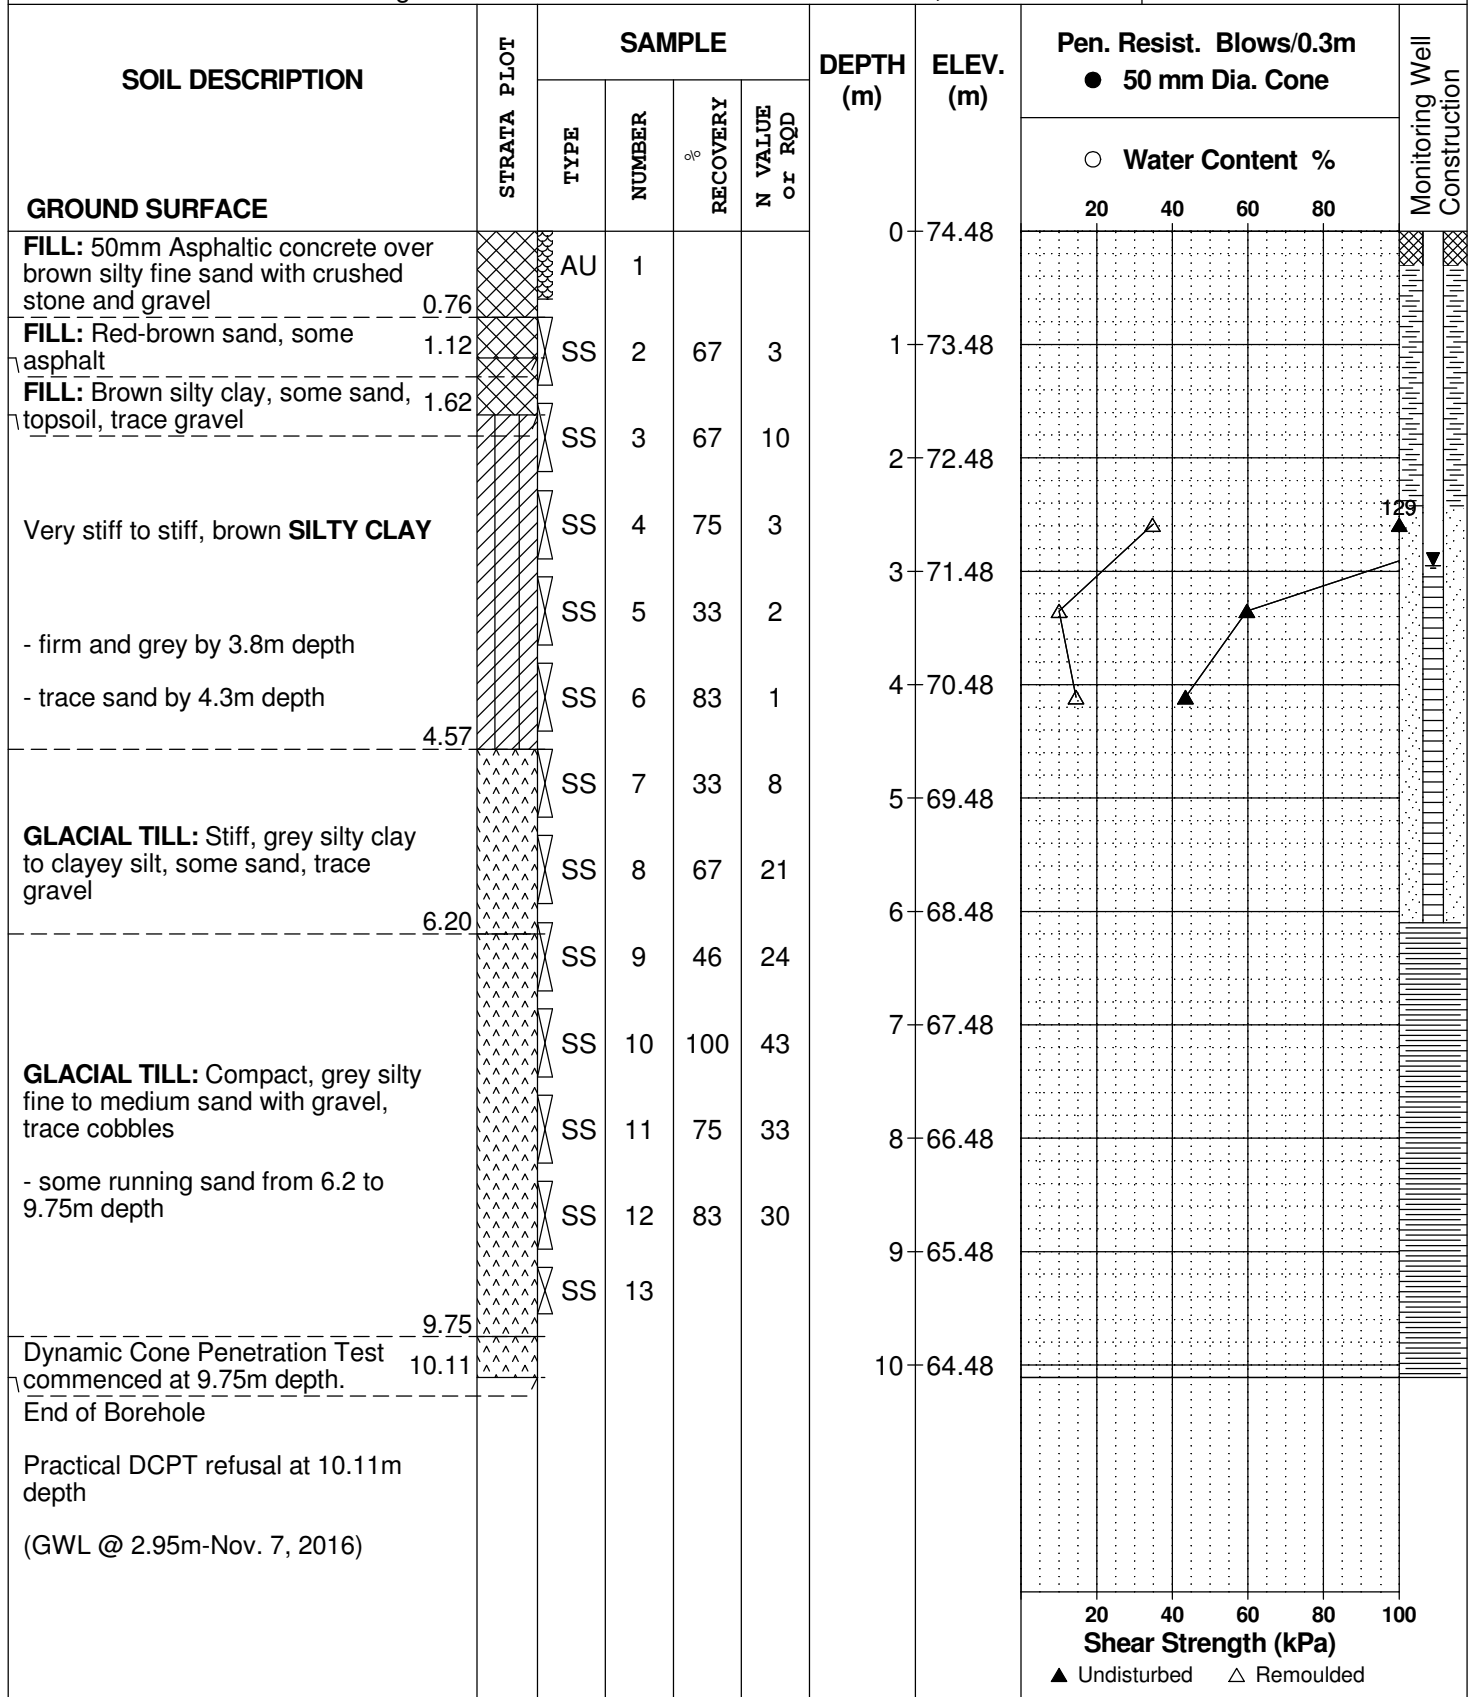 SOIL DESCRIPTION
GROUND SURFACE
STRATA PLOT
SAMPLE
TYPE
NUMBER
%
RECOVERY
N VALUE
or RQD
DEPTH
(m)
ELEV.
(m)
Pen. Resist. Blows/0.3m
● 50 mm Dia. Cone
○ Water Content %
20 40 60 80
Monitoring Well
Construction
0 74.48
FILL: 50mm Asphaltic concrete over
brown silty fine sand with crushed
stone and gravel 0.76
AU 1
FILL: Red-brown sand, some
asphalt 1.12
SS 2 67 3
1 73.48
FILL: Brown silty clay, some sand,
topsoil, trace gravel 1.62
SS 3 67 10
2 72.48
Very stiff to stiff, brown SILTY CLAY
SS 4 75 3
129
3 71.48
SS 5 33 2
- firm and grey by 3.8m depth
- trace sand by 4.3m depth
SS 6 83 1
4 70.48
4.57
SS 7 33 8
5 69.48
GLACIAL TILL: Stiff, grey silty clay
to clayey silt, some sand, trace
gravel
SS 8 67 21
6.20
6 68.48
SS 9 46 24
7 67.48
SS 10 100 43
GLACIAL TILL: Compact, grey silty
fine to medium sand with gravel,
trace cobbles
SS 11 75 33
8 66.48
- some running sand from 6.2 to
9.75m depth
SS 12 83 30
9 65.48
SS 13
9.75
Dynamic Cone Penetration Test
commenced at 9.75m depth. 10.11
10 64.48
End of Borehole
Practical DCPT refusal at 10.11m
depth
(GWL @ 2.95m-Nov. 7, 2016)
20 40 60 80 100
Shear Strength (kPa)
▲ Undisturbed △ Remoulded